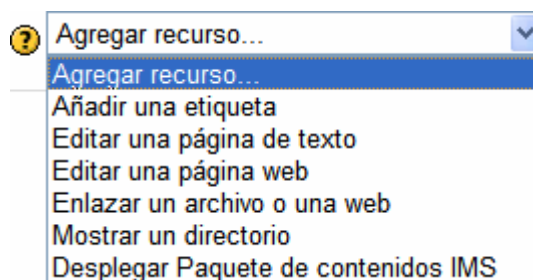 Agregar recurso...
Agregar recurso...
Añadir una etiqueta
Editar una página de texto
Editar una página web
Enlazar un archivo o una web
Mostrar un directorio
Desplegar Paquete de contenidos IMS